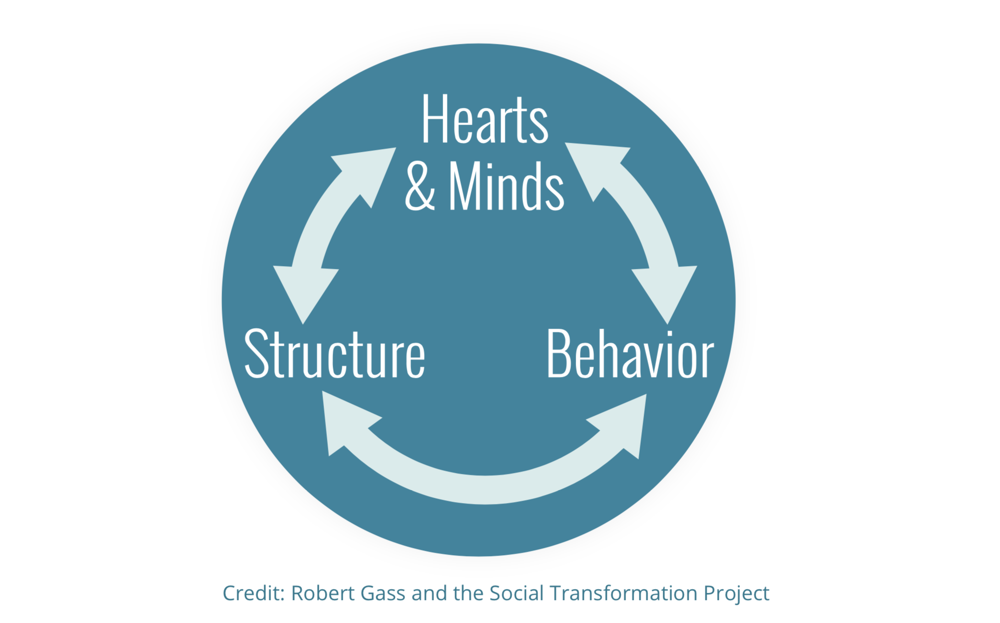 Hearts
& Minds
Structure
Behavior
Credit: Robert Gass and the Social Transformation Project